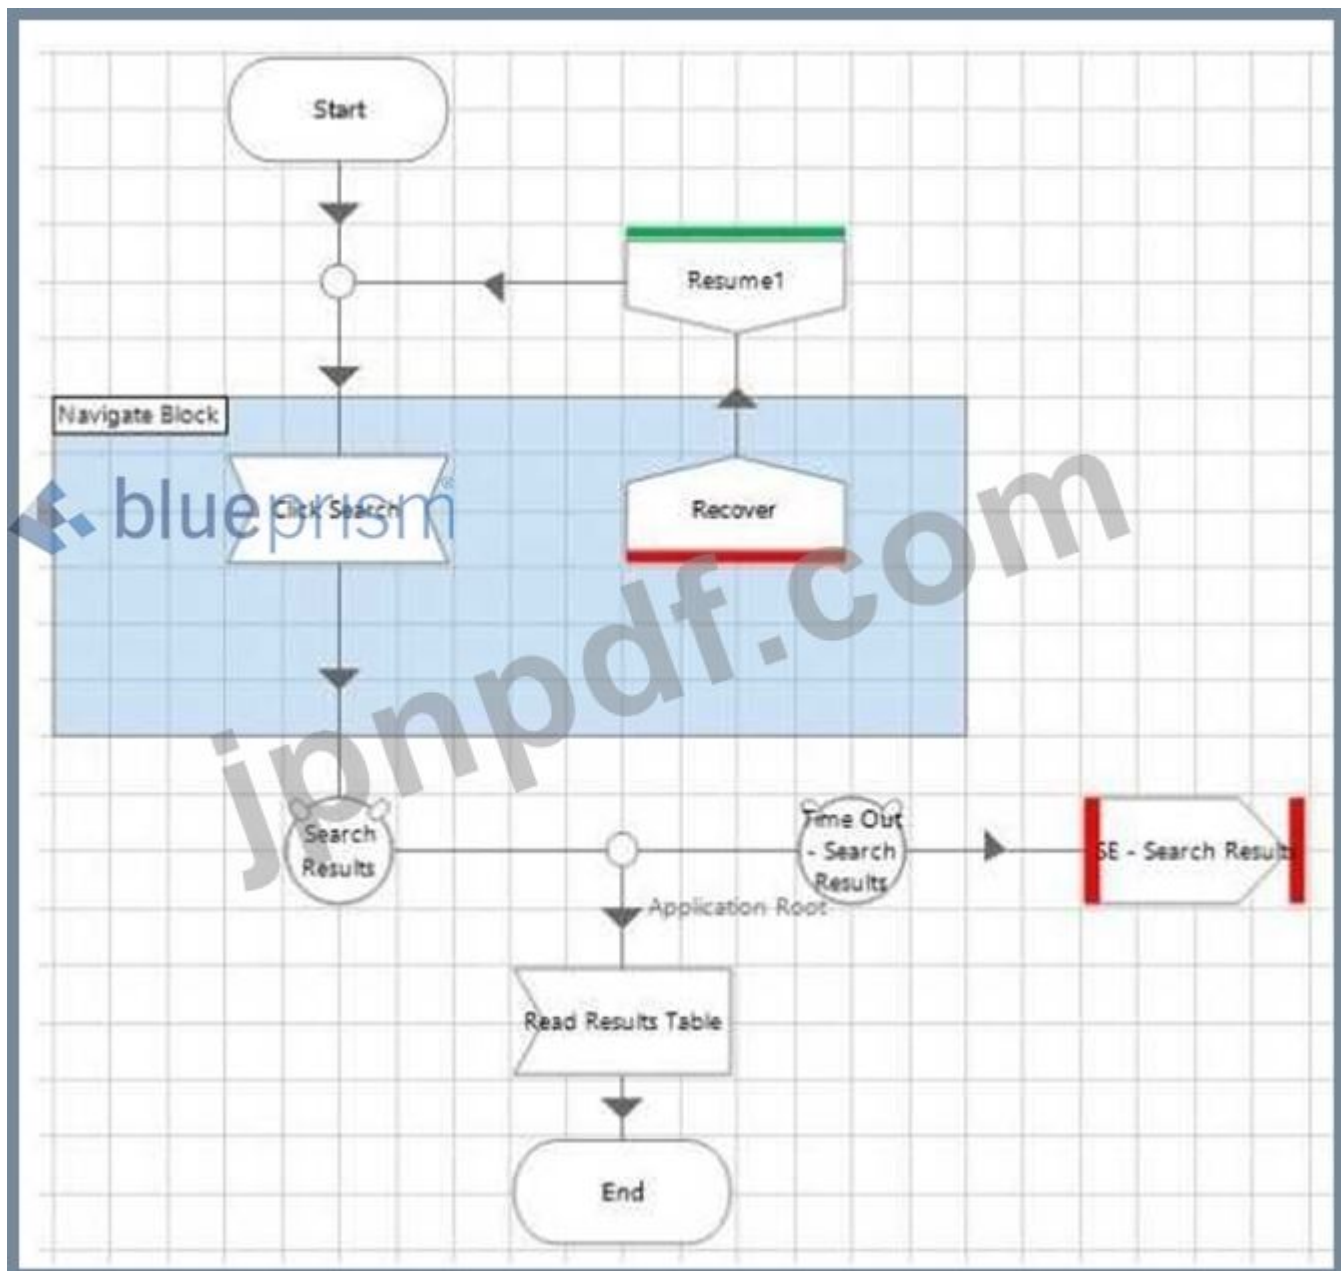 Start
Resume1
Navigate Block
blueprism®
Click Search
Recover
Search
Results
Time Out
- Search
Results
SE - Search Results
Application Root
Read Results Table
End
jpnpdf.com